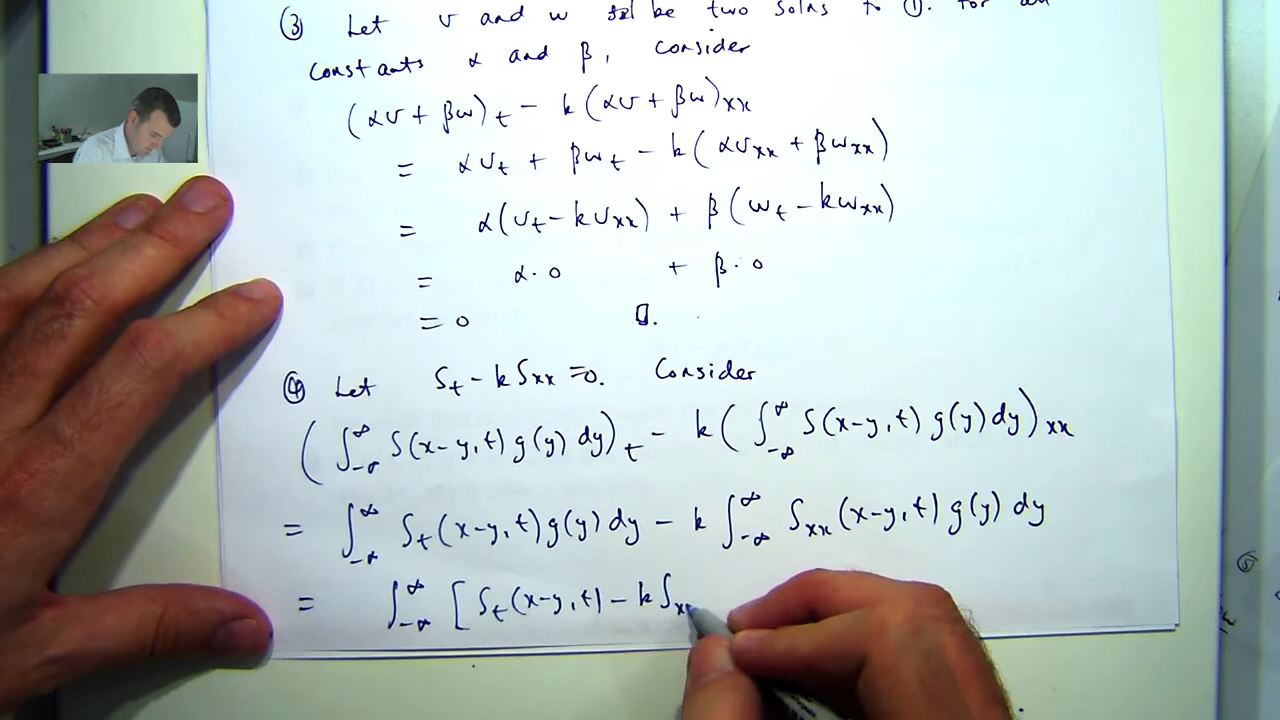 ③ Let v and w be two solns to ①. For all
constants α and β, consider
(αv + βw)_t − k(αv + βw)_xx
= αv_t + βw_t − k(αv_xx + βw_xx)
= α(v_t − kv_xx) + β(w_t − kw_xx)
= α·0 + β·0
= 0 □.
④ Let S_t − kS_xx = 0. Consider
(∫_{-∞}^{∞} S(x−y,t) g(y) dy)_t − k(∫_{-∞}^{∞} S(x−y,t) g(y) dy)_xx
= ∫_{-∞}^{∞} S_t(x−y,t) g(y) dy − k ∫_{-∞}^{∞} S_xx(x−y,t) g(y) dy
= ∫_{-∞}^{∞} [S_t(x−y,t) − kS_xx
⑤